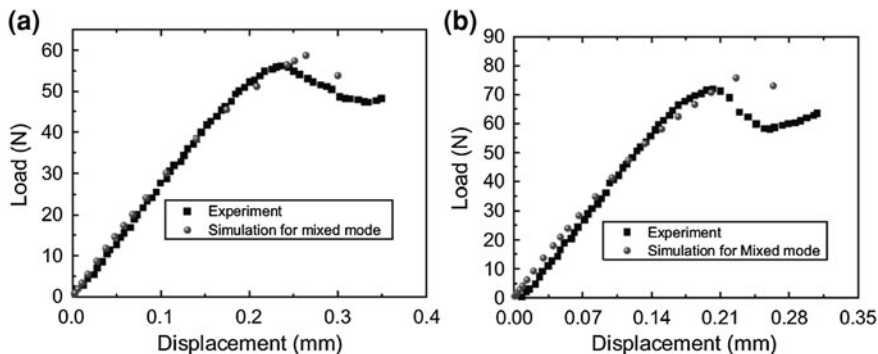 (a)
60
50
40
30
20
10
0
Load (N)
Experiment
Simulation for mixed mode
0.0 0.1 0.2 0.3 0.4
Displacement (mm)
(b)
90
80
70
60
50
40
30
20
10
0
Load (N)
Experiment
Simulation for Mixed mode
0.00 0.07 0.14 0.21 0.28 0.35
Displacement (mm)